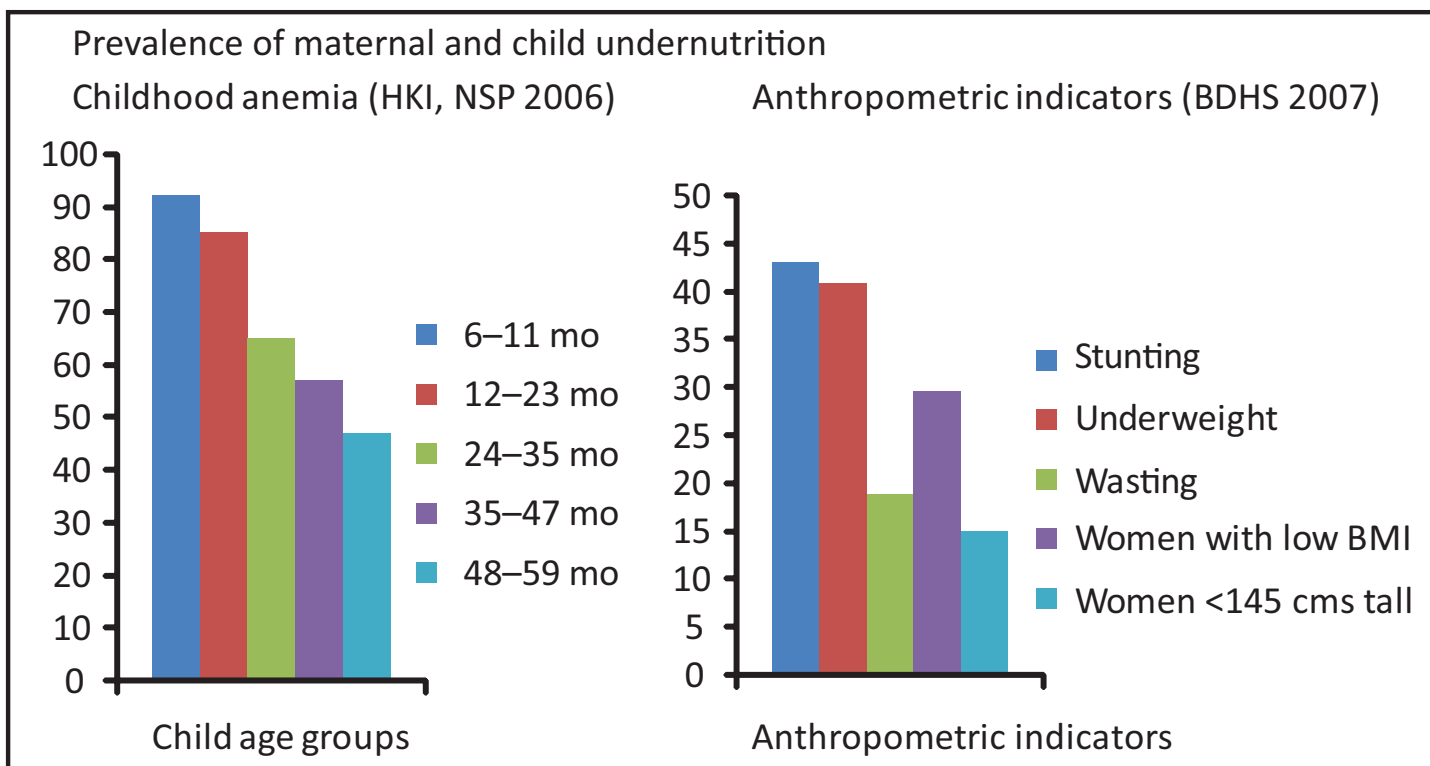 Prevalence of maternal and child undernutrition
Childhood anemia (HKI, NSP 2006)
100
90
80
70
60
50
40
30
20
10
0
6–11 mo
12–23 mo
24–35 mo
35–47 mo
48–59 mo
Child age groups
Anthropometric indicators (BDHS 2007)
50
45
40
35
30
25
20
15
10
5
0
Stunting
Underweight
Wasting
Women with low BMI
Women <145 cms tall
Anthropometric indicators